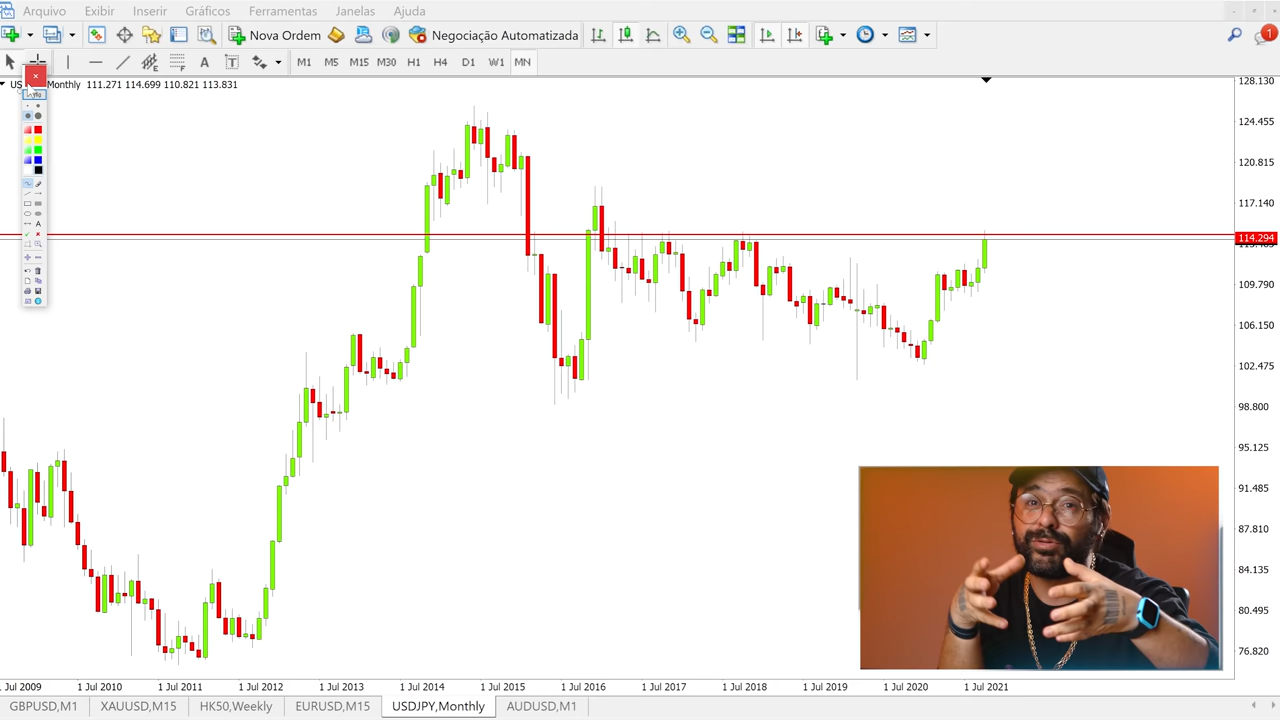 Arquivo Exibir Inserir Gráficos Ferramentas Janelas Ajuda
Nova Ordem Negociação Automatizada 1
A T M1 M5 M15 M30 H1 H4 D1 W1 MN
US Monthly 111.271 114.699 110.821 113.831
A
128.130
124.455
120.815
117.140
114.294
109.790
106.150
102.475
98.800
95.125
91.485
87.810
84.135
80.495
76.820
1 Jul 2009 1 Jul 2010 1 Jul 2011 1 Jul 2012 1 Jul 2013 1 Jul 2014 1 Jul 2015 1 Jul 2016 1 Jul 2017 1 Jul 2018 1 Jul 2019 1 Jul 2020 1 Jul 2021
GBPUSD,M1 XAUUSD,M15 HK50,Weekly EURUSD,M15 USDJPY,Monthly AUDUSD,M1